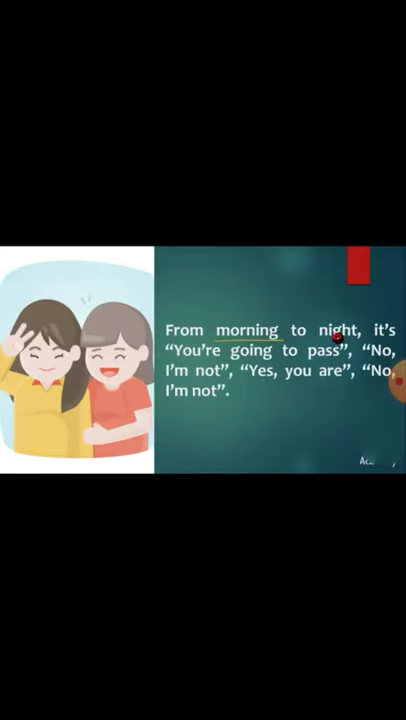 From morning to night, it's
“You're going to pass”, “No,
I'm not”, “Yes, you are”, “No,
I'm not”.